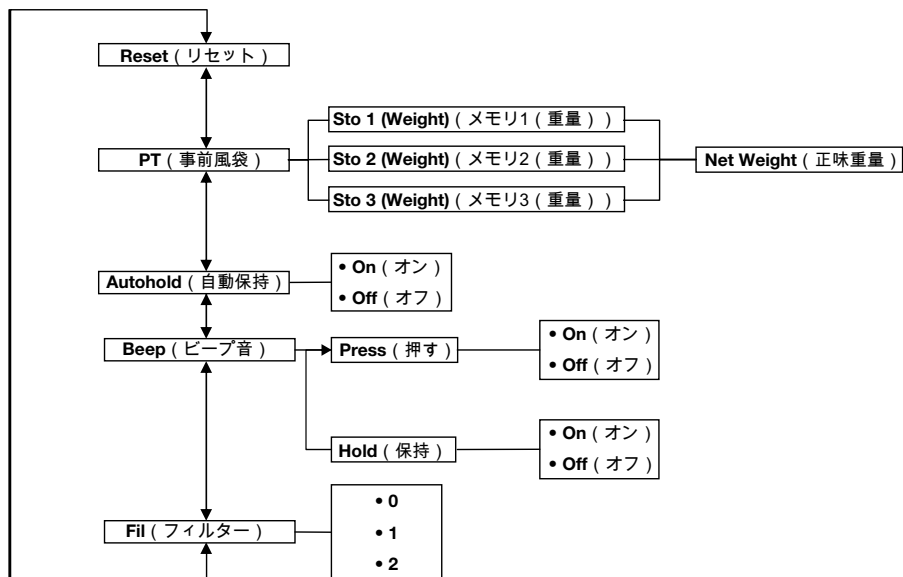 Reset ( リセット )
PT ( 事前風袋 )
Sto 1 (Weight) ( メモリ1 ( 重量 ) )
Sto 2 (Weight) ( メモリ2 ( 重量 ) )
Sto 3 (Weight) ( メモリ3 ( 重量 ) )
Net Weight ( 正味重量 )
Autohold ( 自動保持 )
• On ( オン )
• Off ( オフ )
Beep ( ビープ音 )
Press ( 押す )
• On ( オン )
• Off ( オフ )
Hold ( 保持 )
• On ( オン )
• Off ( オフ )
Fil ( フィルター )
• 0
• 1
• 2